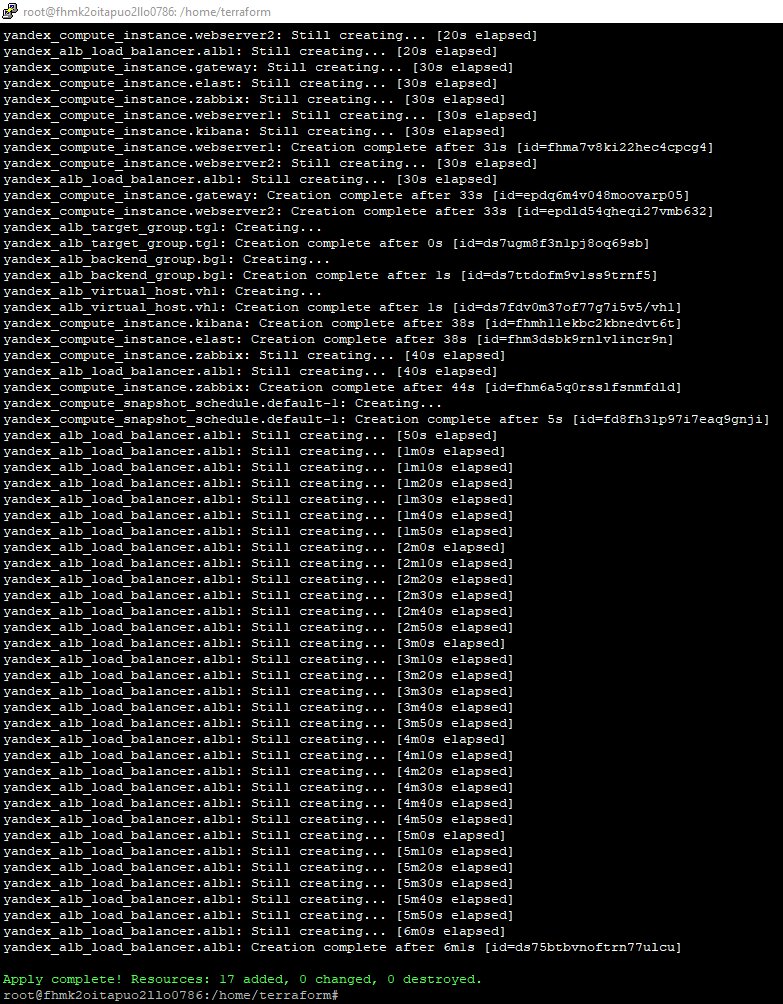 root@fhmk2oitapuo2llo0786: /home/terraform
yandex_compute_instance.webserver2: Still creating... [20s elapsed]
yandex_alb_load_balancer.alb1: Still creating... [20s elapsed]
yandex_compute_instance.gateway: Still creating... [30s elapsed]
yandex_compute_instance.elast: Still creating... [30s elapsed]
yandex_compute_instance.zabbix: Still creating... [30s elapsed]
yandex_compute_instance.webserver1: Still creating... [30s elapsed]
yandex_compute_instance.kibana: Still creating... [30s elapsed]
yandex_compute_instance.webserver1: Creation complete after 31s [id=fhma7v8ki22hec4cpcg4]
yandex_compute_instance.webserver2: Still creating... [30s elapsed]
yandex_alb_load_balancer.alb1: Still creating... [30s elapsed]
yandex_compute_instance.gateway: Creation complete after 33s [id=epdq6m4v048moovarp05]
yandex_compute_instance.webserver2: Creation complete after 33s [id=epdld54qheqi27vmb632]
yandex_alb_target_group.tg1: Creating...
yandex_alb_target_group.tg1: Creation complete after 0s [id=ds7ugm8f3n1pj8oq69sb]
yandex_alb_backend_group.bg1: Creating...
yandex_alb_backend_group.bg1: Creation complete after 1s [id=ds7ttdofm9v1ss9trnf5]
yandex_alb_virtual_host.vh1: Creating...
yandex_alb_virtual_host.vh1: Creation complete after 1s [id=ds7fdv0m37of77g7i5v5/vh1]
yandex_compute_instance.kibana: Creation complete after 38s [id=fhmhl1ekbc2kbnedvt6t]
yandex_compute_instance.elast: Creation complete after 38s [id=fhm3dsbk9rnlvlincr9n]
yandex_compute_instance.zabbix: Still creating... [40s elapsed]
yandex_alb_load_balancer.alb1: Still creating... [40s elapsed]
yandex_compute_instance.zabbix: Creation complete after 44s [id=fhm6a5q0rsslfsnmfdld]
yandex_compute_snapshot_schedule.default-1: Creating...
yandex_compute_snapshot_schedule.default-1: Creation complete after 5s [id=fd8fh31p97i7eaq9gnji]
yandex_alb_load_balancer.alb1: Still creating... [50s elapsed]
yandex_alb_load_balancer.alb1: Still creating... [1m0s elapsed]
yandex_alb_load_balancer.alb1: Still creating... [1m10s elapsed]
yandex_alb_load_balancer.alb1: Still creating... [1m20s elapsed]
yandex_alb_load_balancer.alb1: Still creating... [1m30s elapsed]
yandex_alb_load_balancer.alb1: Still creating... [1m40s elapsed]
yandex_alb_load_balancer.alb1: Still creating... [1m50s elapsed]
yandex_alb_load_balancer.alb1: Still creating... [2m0s elapsed]
yandex_alb_load_balancer.alb1: Still creating... [2m10s elapsed]
yandex_alb_load_balancer.alb1: Still creating... [2m20s elapsed]
yandex_alb_load_balancer.alb1: Still creating... [2m30s elapsed]
yandex_alb_load_balancer.alb1: Still creating... [2m40s elapsed]
yandex_alb_load_balancer.alb1: Still creating... [2m50s elapsed]
yandex_alb_load_balancer.alb1: Still creating... [3m0s elapsed]
yandex_alb_load_balancer.alb1: Still creating... [3m10s elapsed]
yandex_alb_load_balancer.alb1: Still creating... [3m20s elapsed]
yandex_alb_load_balancer.alb1: Still creating... [3m30s elapsed]
yandex_alb_load_balancer.alb1: Still creating... [3m40s elapsed]
yandex_alb_load_balancer.alb1: Still creating... [3m50s elapsed]
yandex_alb_load_balancer.alb1: Still creating... [4m0s elapsed]
yandex_alb_load_balancer.alb1: Still creating... [4m10s elapsed]
yandex_alb_load_balancer.alb1: Still creating... [4m20s elapsed]
yandex_alb_load_balancer.alb1: Still creating... [4m30s elapsed]
yandex_alb_load_balancer.alb1: Still creating... [4m40s elapsed]
yandex_alb_load_balancer.alb1: Still creating... [4m50s elapsed]
yandex_alb_load_balancer.alb1: Still creating... [5m0s elapsed]
yandex_alb_load_balancer.alb1: Still creating... [5m10s elapsed]
yandex_alb_load_balancer.alb1: Still creating... [5m20s elapsed]
yandex_alb_load_balancer.alb1: Still creating... [5m30s elapsed]
yandex_alb_load_balancer.alb1: Still creating... [5m40s elapsed]
yandex_alb_load_balancer.alb1: Still creating... [5m50s elapsed]
yandex_alb_load_balancer.alb1: Still creating... [6m0s elapsed]
yandex_alb_load_balancer.alb1: Creation complete after 6m1s [id=ds75btbvnoftrn77ulcu]
Apply complete! Resources: 17 added, 0 changed, 0 destroyed.
root@fhmk2oitapuo2llo0786:/home/terraform#